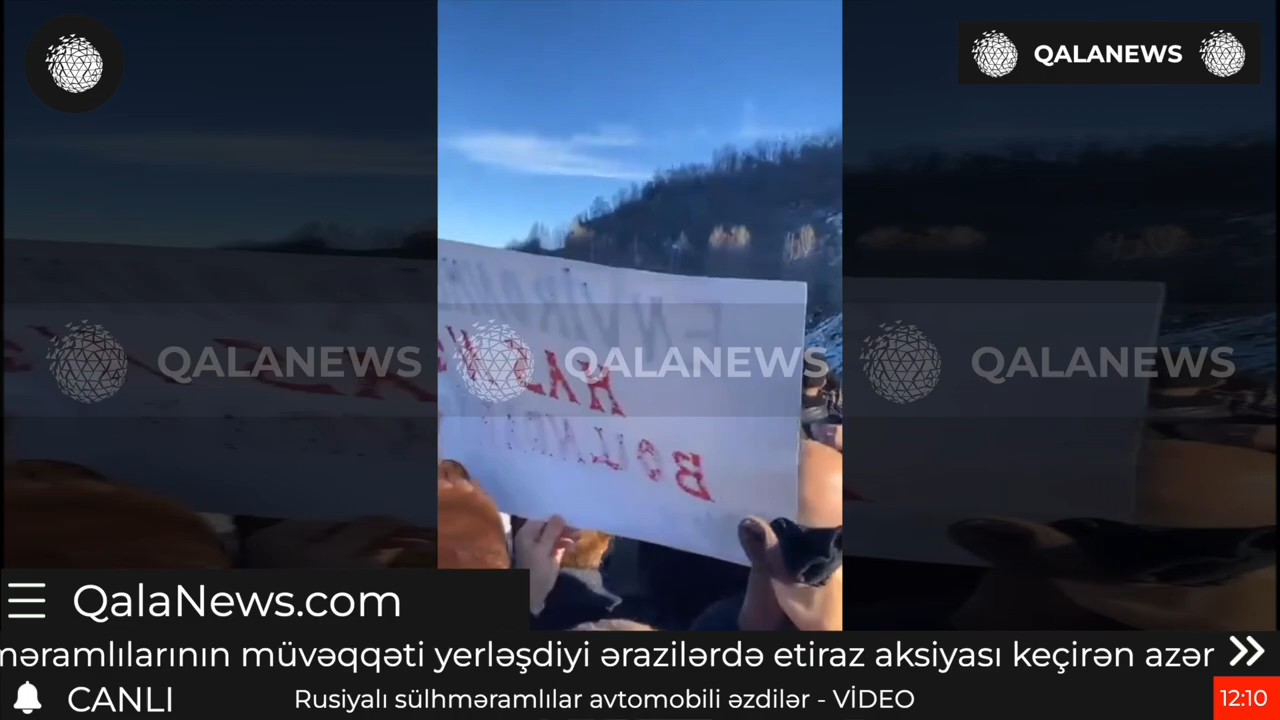 QALANEWS
QALANEWS
QALANEWS
QALANEWS
QalaNews.com
məramlılarının müvəqqəti yerləşdiyi ərazilərdə etiraz aksiyası keçirən azər
CANLI
Rusiyalı sülhməramlılar avtomobili əzdilər - VİDEO
12:10